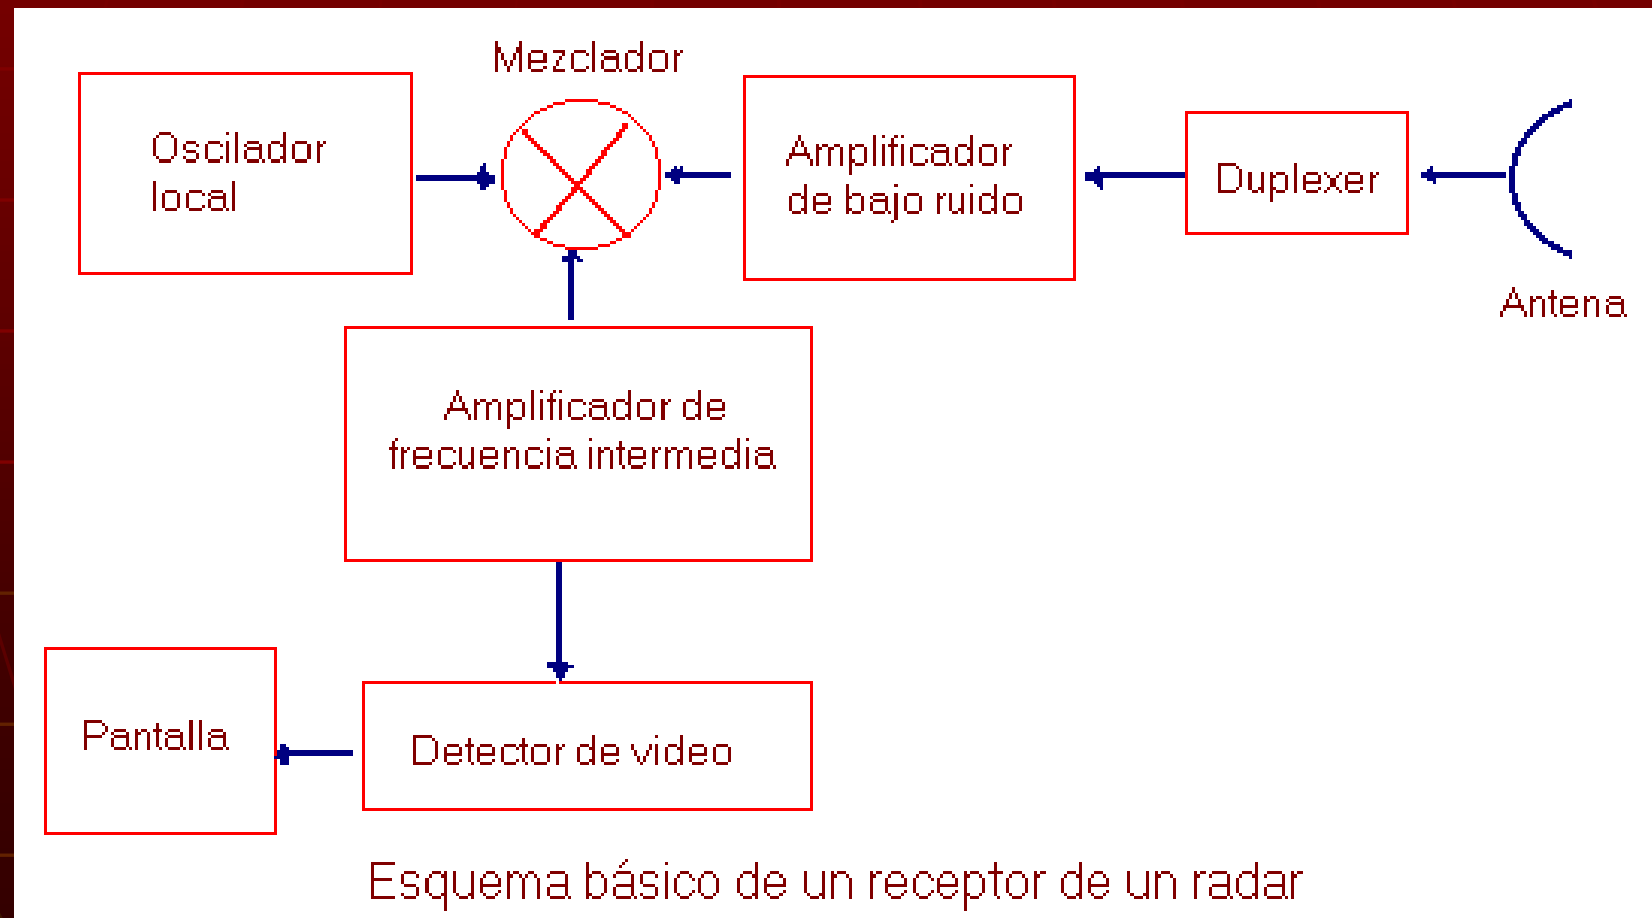 Mezclador
Oscilador
local
Amplificador
de bajo ruido
Duplexer
Antena
Amplificador de
frecuencia intermedia
Pantalla
Detector de video
Esquema básico de un receptor de un radar